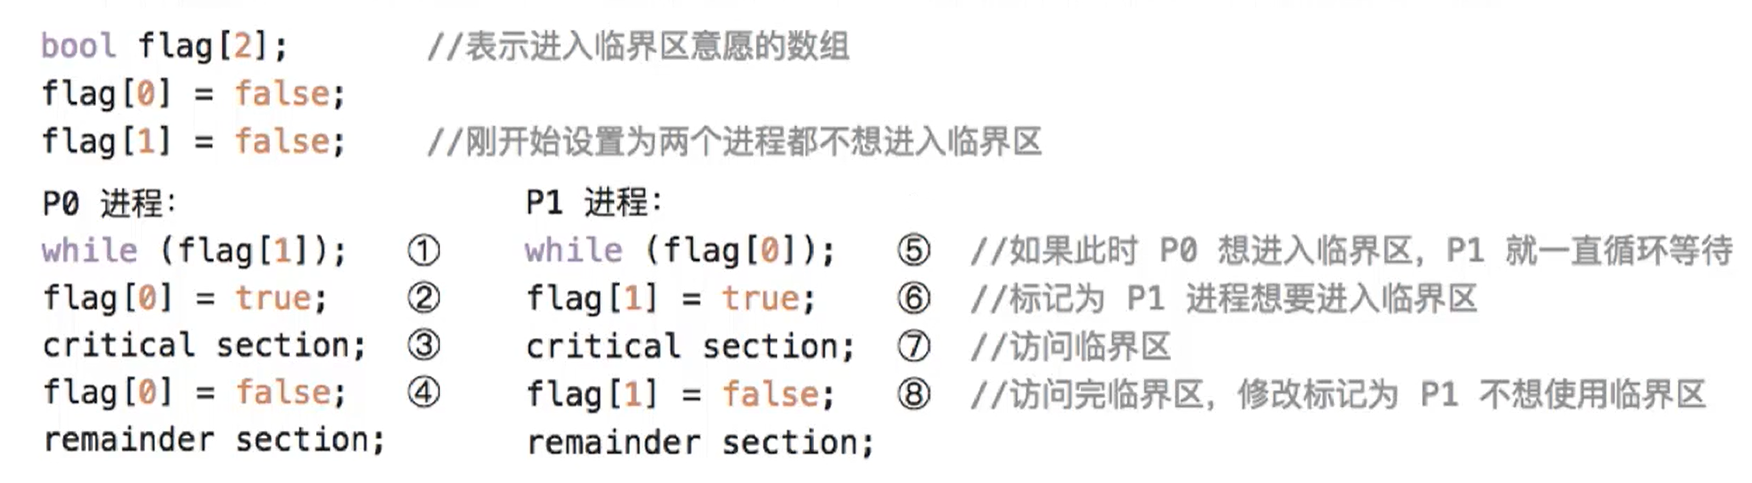 bool flag[2]; //表示进入临界区意愿的数组
flag[0] = false;
flag[1] = false; //刚开始设置为两个进程都不想进入临界区
P0 进程: P1 进程:
while (flag[1]); ① while (flag[0]); ⑤ //如果此时 P0 想进入临界区，P1 就一直循环等待
flag[0] = true; ② flag[1] = true; ⑥ //标记为 P1 进程想要进入临界区
critical section; ③ critical section; ⑦ //访问临界区
flag[0] = false; ④ flag[1] = false; ⑧ //访问完临界区，修改标记为 P1 不想使用临界区
remainder section; remainder section;